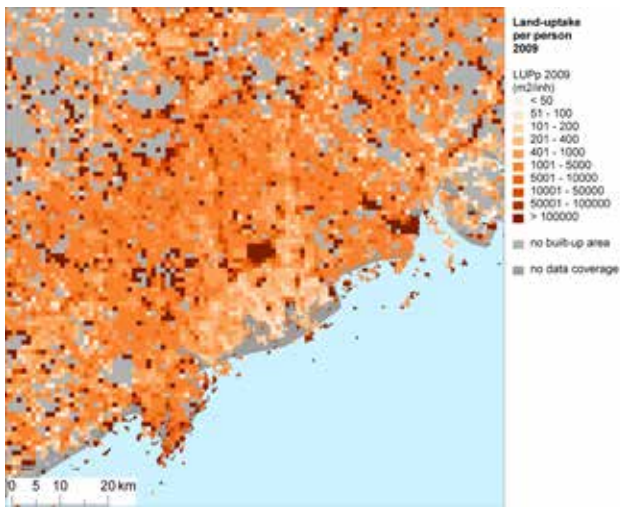 Land-uptake
per person
2009
LUPp 2009
(m2/inh)
< 50
51 - 100
101 - 200
201 - 400
401 - 1000
1001 - 5000
5001 - 10000
10001 - 50000
50001 - 100000
> 100000
no built-up area
no data coverage
0 5 10 20 km